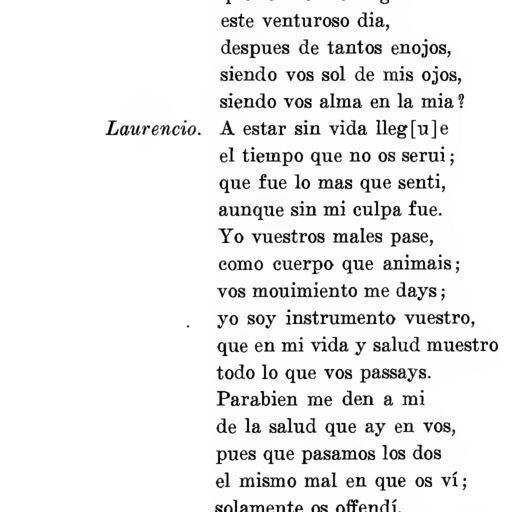 este venturoso dia,
despues de tantos enojos,
siendo vos sol de mis ojos,
siendo vos alma en la mia?
Laurencio. A estar sin vida lleg[u]e
el tiempo que no os serui;
que fue lo mas que senti,
aunque sin mi culpa fue.
Yo vuestros males pase,
como cuerpo que animais;
vos mouimiento me days;
yo soy instrumento vuestro,
que en mi vida y salud muestro
todo lo que vos passays.
Parabien me den a mi
de la salud que ay en vos,
pues que pasamos los dos
el mismo mal en que os ví;
solamente os offendí,